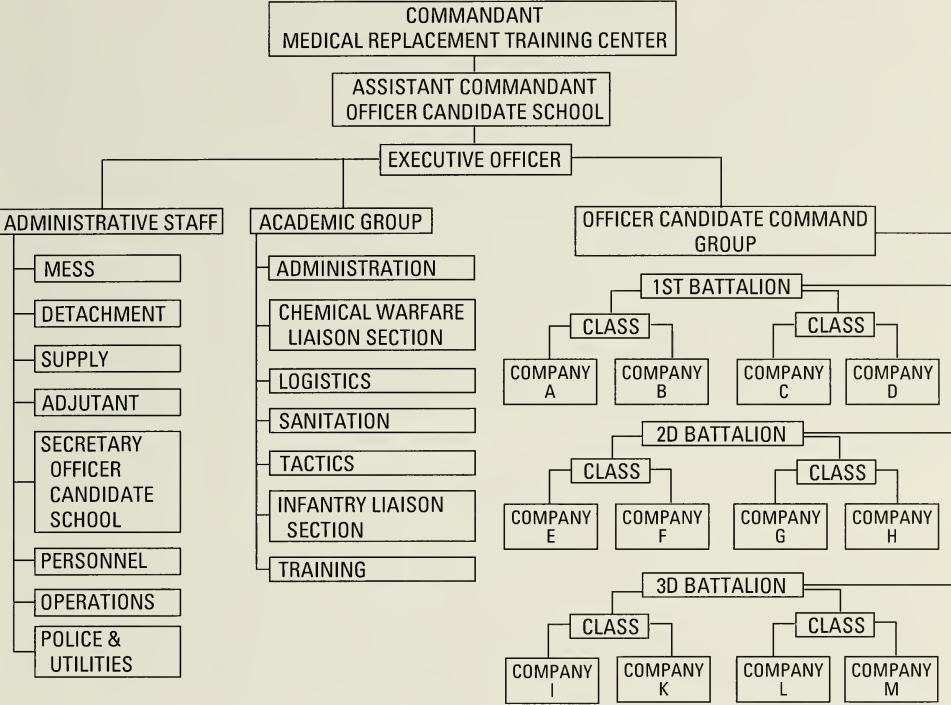 COMMANDANT
MEDICAL REPLACEMENT TRAINING CENTER
ASSISTANT COMMANDANT
OFFICER CANDIDATE SCHOOL
EXECUTIVE OFFICER
ADMINISTRATIVE STAFF
MESS
DETACHMENT
SUPPLY
ADJUTANT
SECRETARY
OFFICER
CANDIDATE
SCHOOL
PERSONNEL
OPERATIONS
POLICE &
UTILITIES
ACADEMIC GROUP
ADMINISTRATION
CHEMICAL WARFARE
LIAISON SECTION
LOGISTICS
SANITATION
TACTICS
INFANTRY LIAISON
SECTION
TRAINING
OFFICER CANDIDATE COMMAND
GROUP
1ST BATTALION
CLASS
COMPANY
A
COMPANY
B
CLASS
COMPANY
C
COMPANY
D
2D BATTALION
CLASS
COMPANY
E
COMPANY
F
CLASS
COMPANY
G
COMPANY
H
3D BATTALION
CLASS
COMPANY
I
COMPANY
K
CLASS
COMPANY
L
COMPANY
M